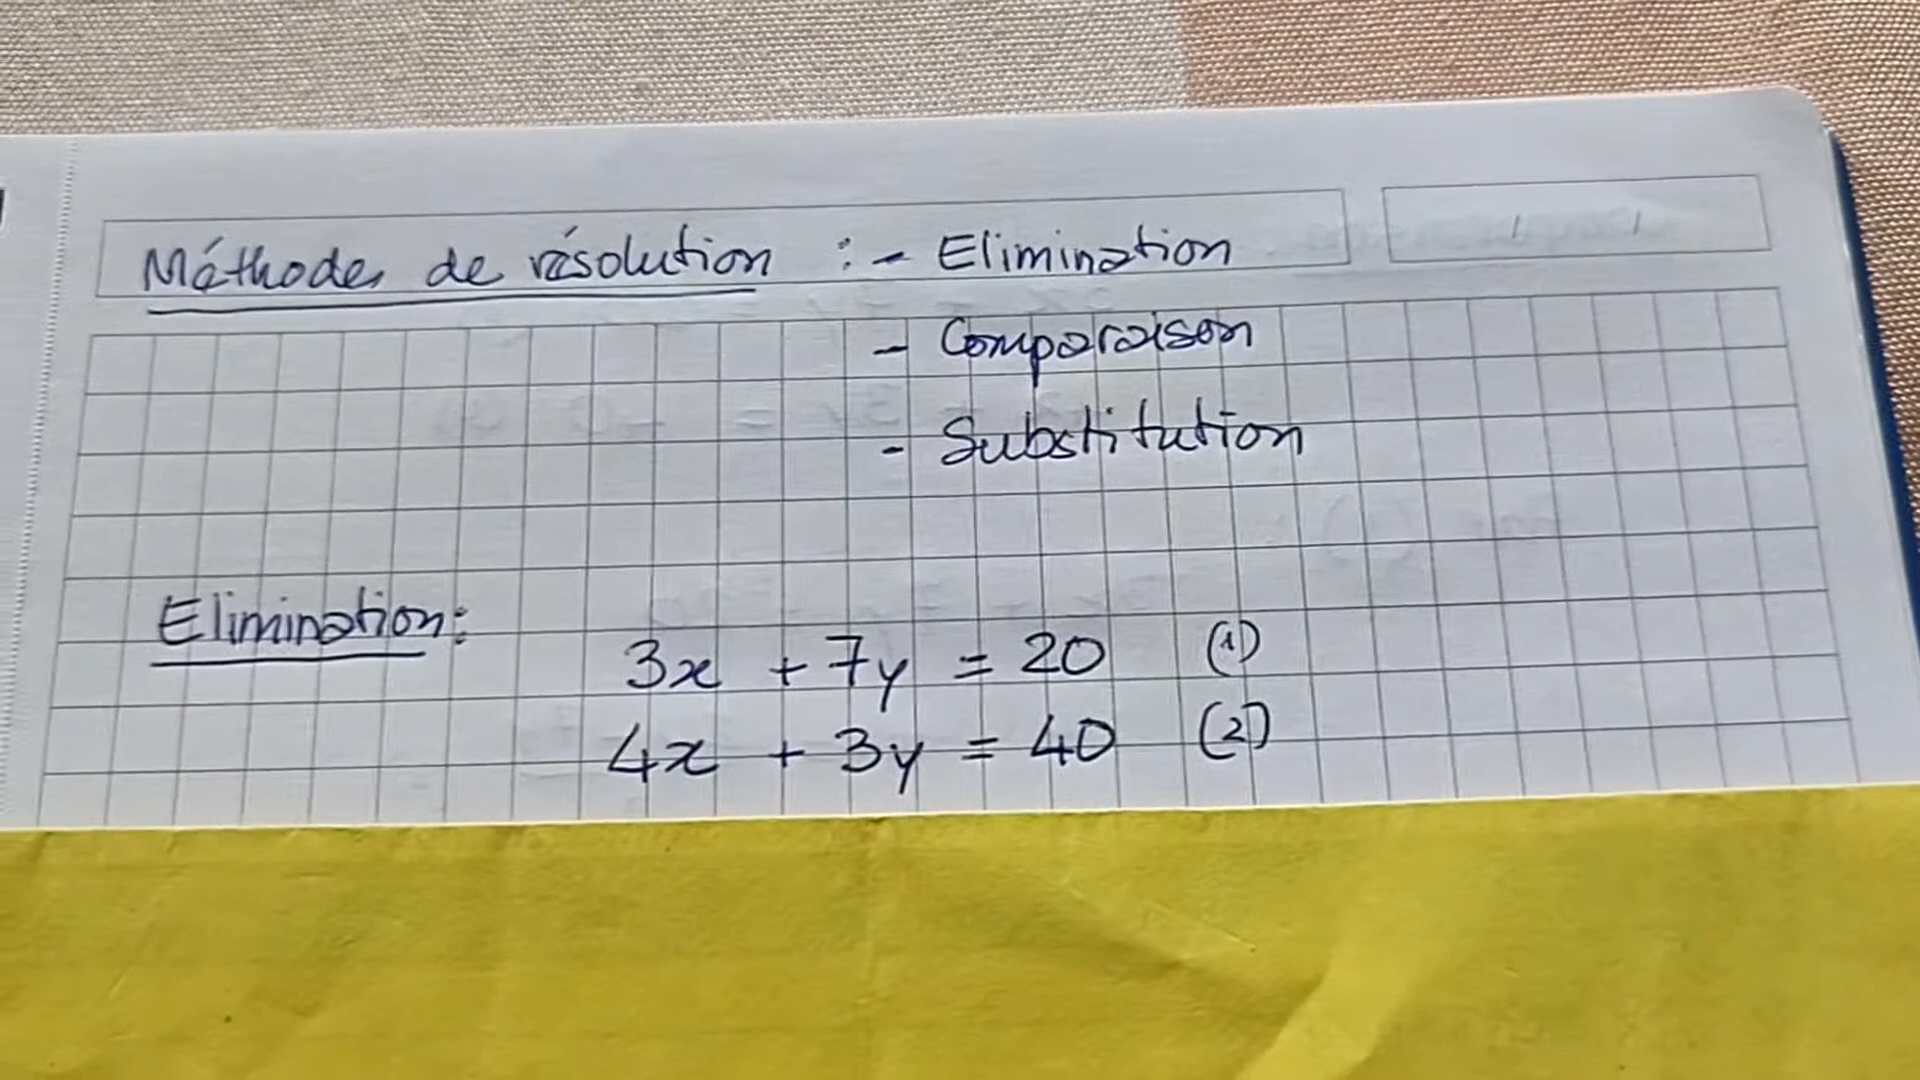 Méthodes de résolution : - Elimination
- Comparaison
- Substitution
Elimination:
3x + 7y = 20 (1)
4x + 3y = 40 (2)